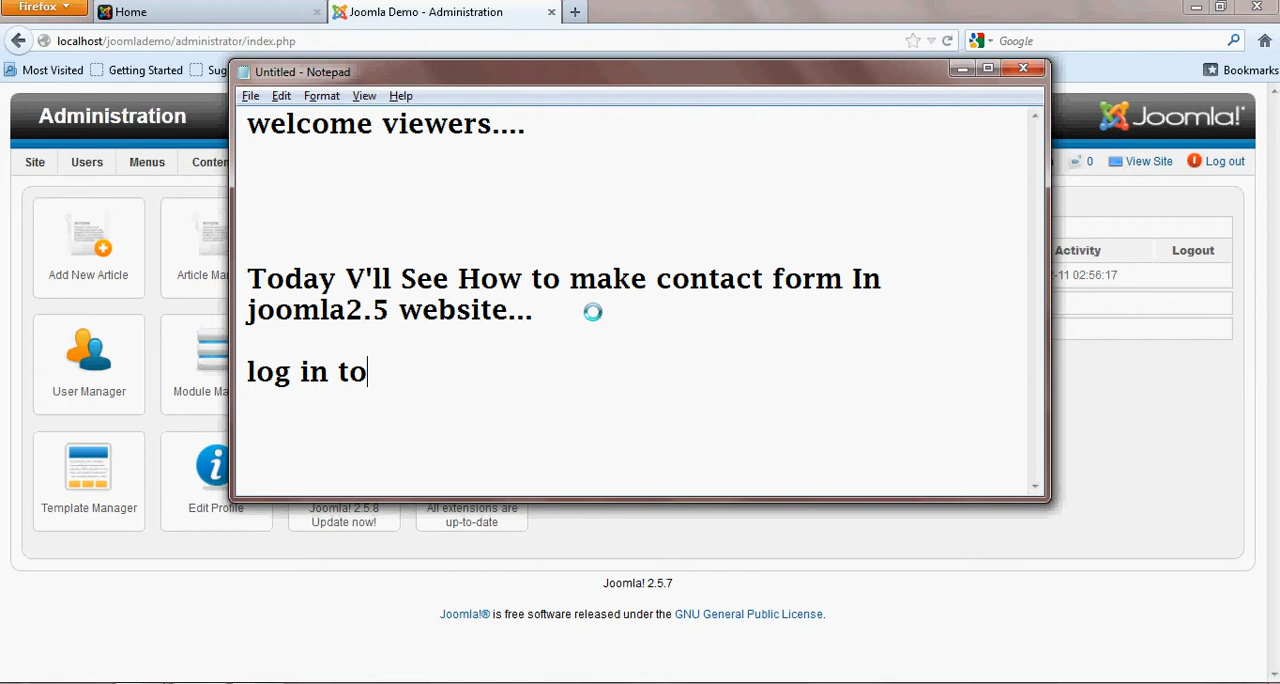 Firefox
Home
Joomla Demo - Administration
localhost/joomlademo/administrator/index.php
Google
Most Visited
Getting Started
Bookmarks
Untitled - Notepad
File Edit Format View Help
welcome viewers....
Today V'll See How to make contact form In
joomla2.5 website...
log in to
Administration
Joomla!
Site Users Menus
0 View Site Log out
Add New Article
Activity Logout
02:56:17
User Manager
Template Manager
Edit Profile
Joomla! 2.5.8
Update now!
All extensions are
up-to-date
Joomla! 2.5.7
Joomla!® is free software released under the GNU General Public License.